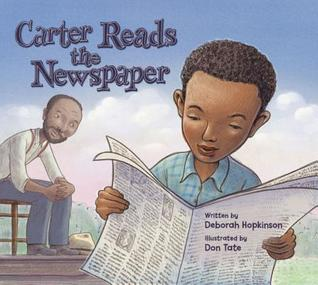 Carter Reads
the
Newspaper
Written by
Deborah Hopkinson
Illustrated by
Don Tate